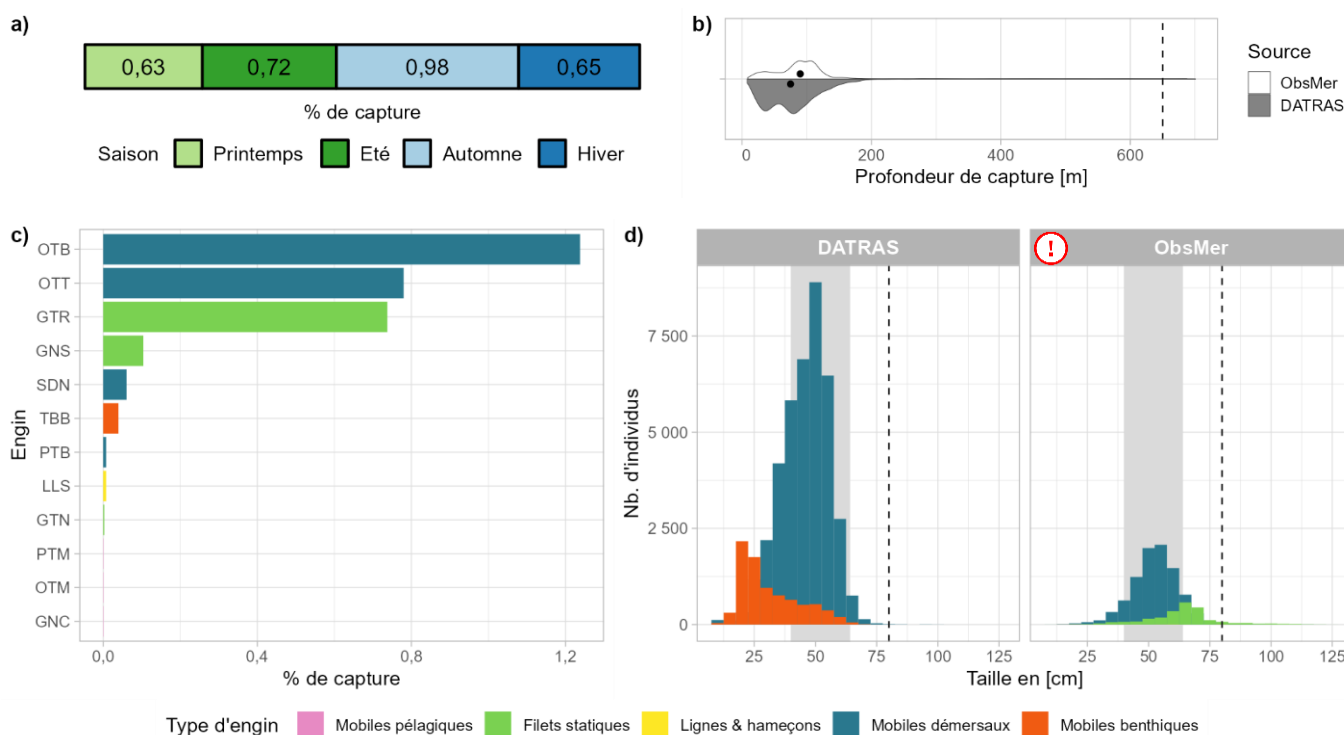 a)
0,63 0,72 0,98 0,65
% de capture
Saison Printemps Eté Automne Hiver
b)
0 200 400 600
Profondeur de capture [m]
Source
ObsMer
DATRAS
c)
Engin
OTB
OTT
GTR
GNS
SDN
TBB
PTB
LLS
GTN
PTM
OTM
GNC
0,0 0,4 0,8 1,2
% de capture
d)
DATRAS
! ObsMer
Nb. d'individus
7 500
5 000
2 500
0
25 50 75 100 125 25 50 75 100 125
Taille en [cm]
Type d'engin Mobiles pélagiques Filets statiques Lignes & hameçons Mobiles démersaux Mobiles benthiques